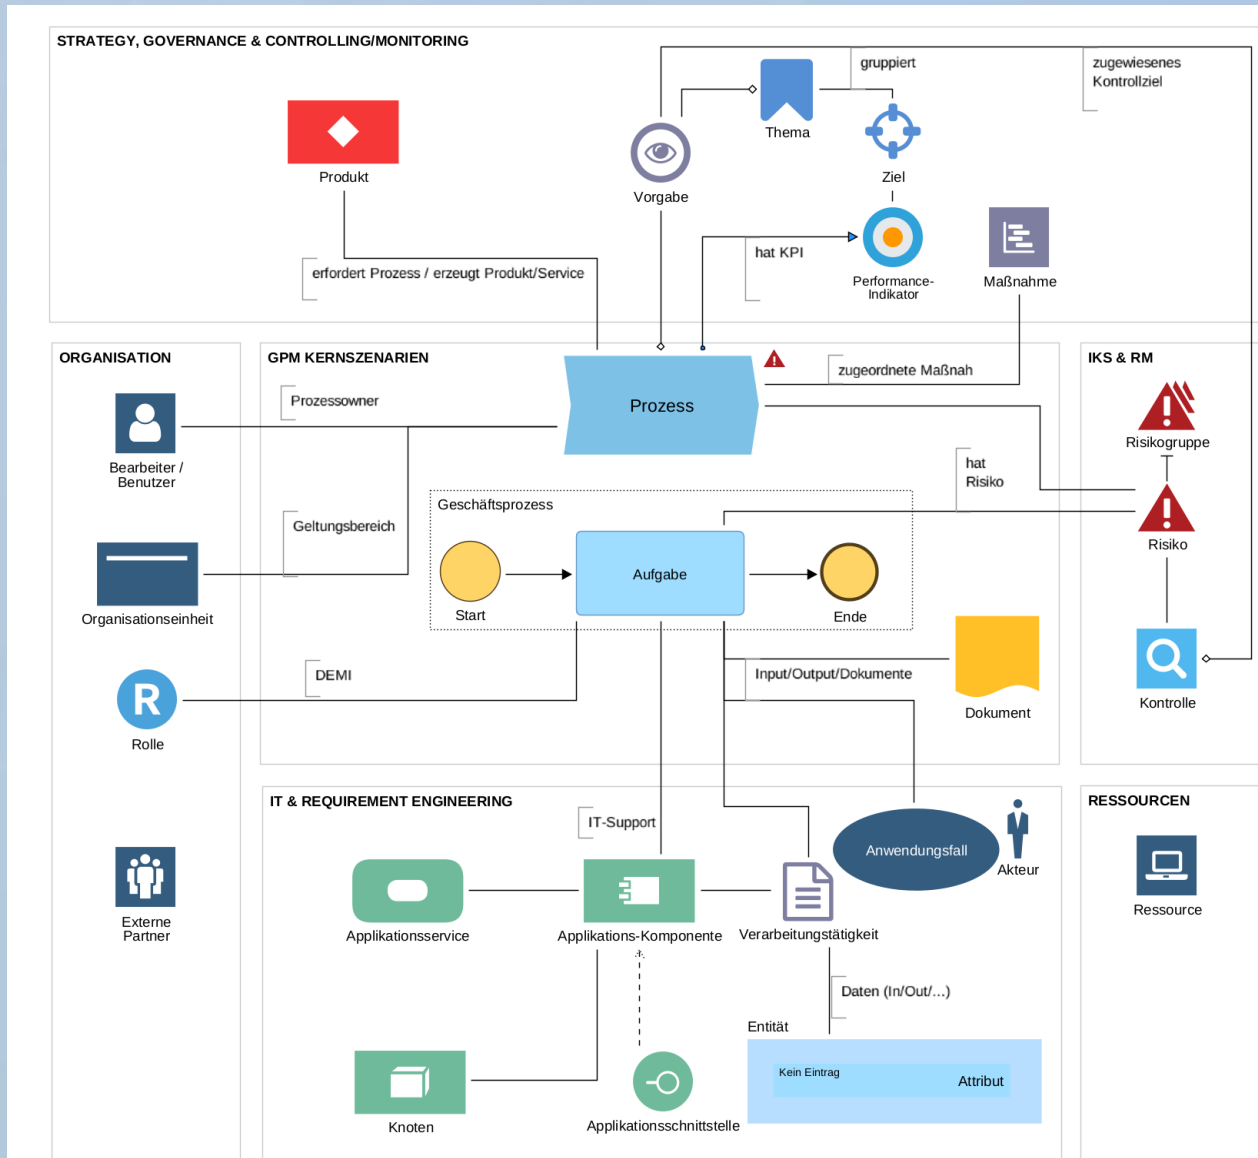 STRATEGY, GOVERNANCE & CONTROLLING/MONITORING
gruppiert
zugewiesenes
Kontrollziel
Thema
Produkt
Vorgabe
Ziel
erfordert Prozess / erzeugt Produkt/Service
hat KPI
Performance-
Indikator
Maßnahme
ORGANISATION
GPM KERNSZENARIEN
IKS & RM
zugeordnete Maßnah
Prozessowner
Prozess
Bearbeiter /
Benutzer
Risikogruppe
hat
Risiko
Geschäftsprozess
Geltungsbereich
Aufgabe
Risiko
Start
Ende
Organisationseinheit
DEMI
Input/Output/Dokumente
Dokument
Kontrolle
R
Rolle
IT & REQUIREMENT ENGINEERING
RESSOURCEN
IT-Support
Anwendungsfall
Akteur
Externe
Partner
Applikationsservice
Applikations-Komponente
Verarbeitungstätigkeit
Ressource
Daten (In/Out/...)
Entität
Kein Eintrag
Attribut
Knoten
Applikationsschnittstelle